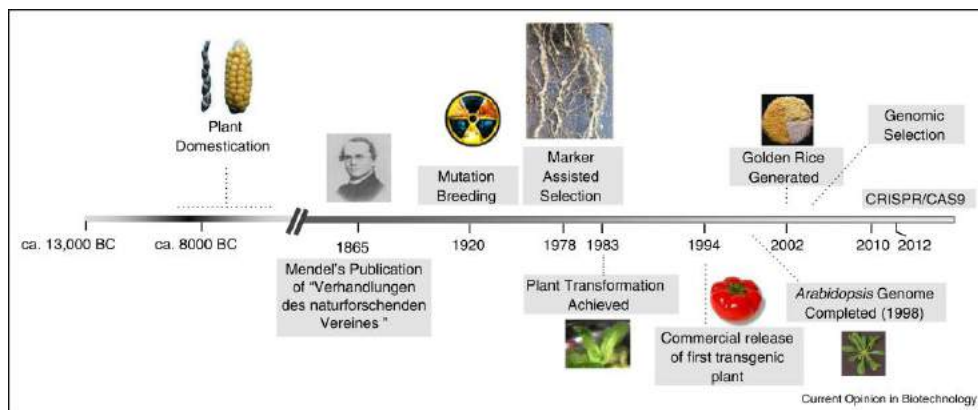 Plant
Domestication
Mutation
Breeding
Marker
Assisted
Selection
Golden Rice
Generated
Genomic
Selection
CRISPR/CAS9
ca. 13,000 BC
ca. 8000 BC
1865
1920
1978
1983
1994
2002
2010
2012
Mendel's Publication
of "Verhandlungen
des naturforschenden
Vereines "
Plant Transformation
Achieved
Commercial release
of first transgenic
plant
Arabidopsis Genome
Completed (1998)
Current Opinion in Biotechnology